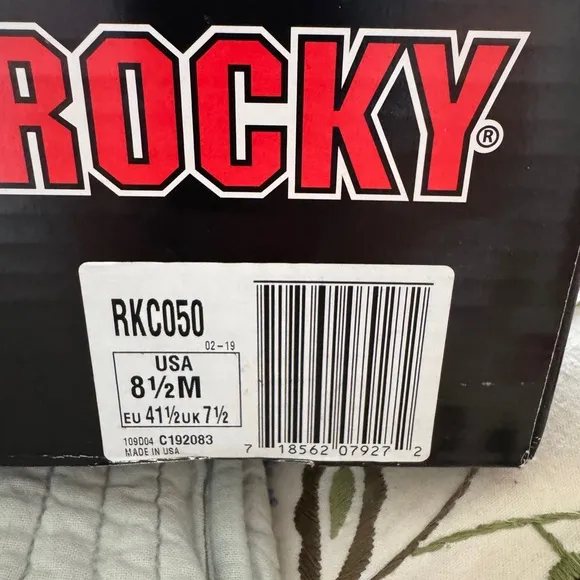 ROCKY®
RKC050
02-19
USA
8½M
EU 41½ UK 7½
109D04 C192083
MADE IN USA
7 18562 07927 2